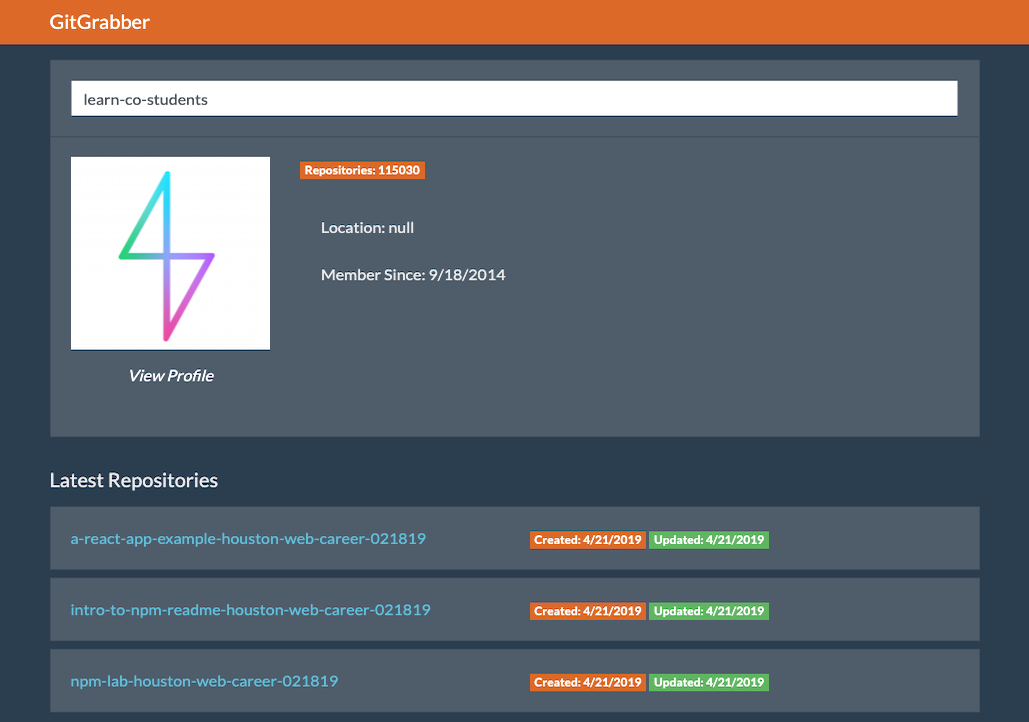 GitGrabber
learn-co-students
Repositories: 115030
Location: null
Member Since: 9/18/2014
View Profile
Latest Repositories
a-react-app-example-houston-web-career-021819 Created: 4/21/2019 Updated: 4/21/2019
intro-to-npm-readme-houston-web-career-021819 Created: 4/21/2019 Updated: 4/21/2019
npm-lab-houston-web-career-021819 Created: 4/21/2019 Updated: 4/21/2019